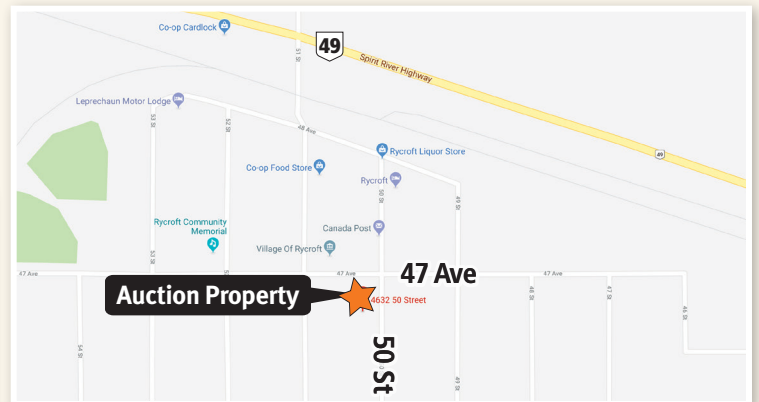 Co-op Cardlock
49
Spirit River Highway
51 St
Leprechaun Motor Lodge
53 St
52 St
48 Ave
Rycroft Liquor Store
49
Co-op Food Store
Rycroft
50 St
49 St
Rycroft Community
Memorial
Canada Post
Village Of Rycroft
53 St
47 Ave
47 Ave
47 Ave
47 Ave
Auction Property
4632 50 Street
48 St
47 St
46 St
50 St
54 St
49 St